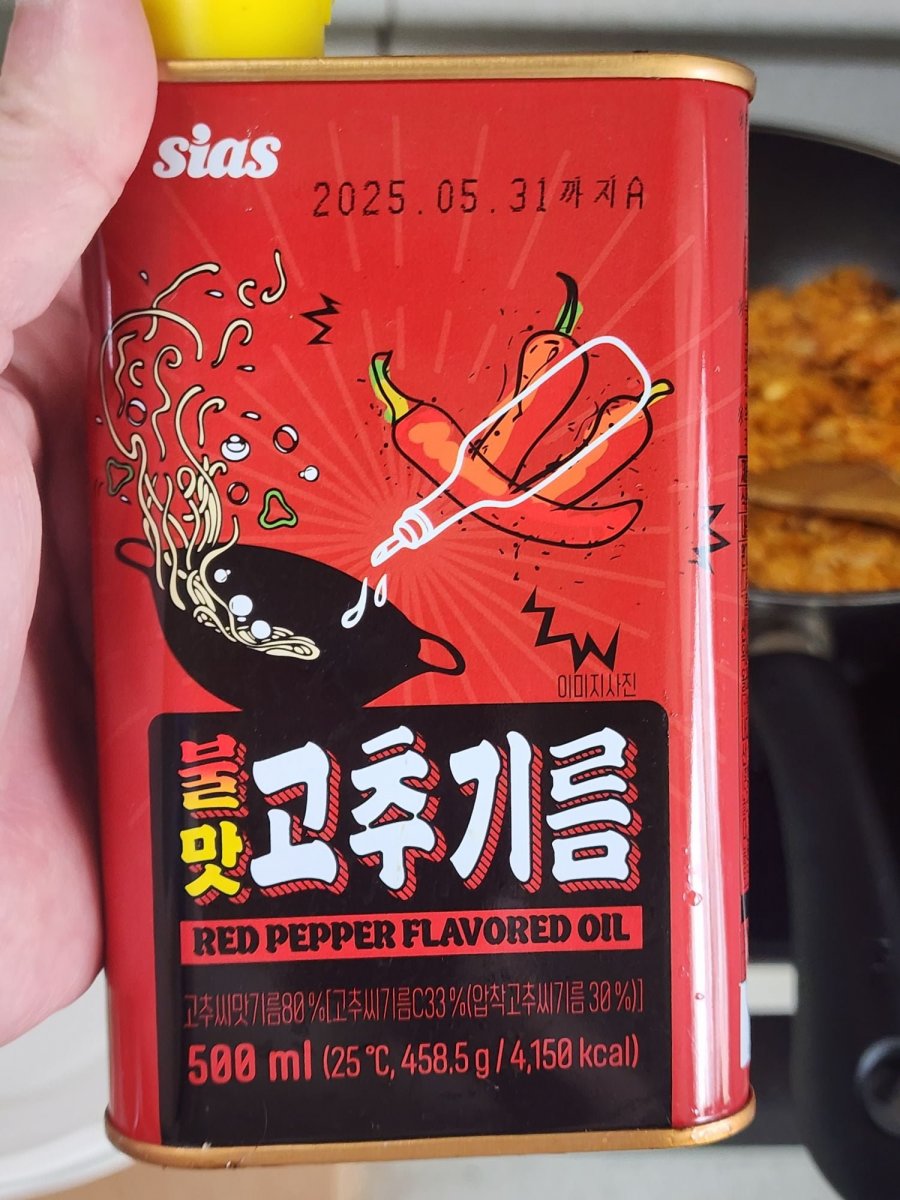 sias
2025.05.31까지A
이미지사진
불맛 고추기름
RED PEPPER FLAVORED OIL
고추씨맛기름80%[고추씨기름C33%(압착고추씨기름 30%)]
500 ml (25℃, 458.5 g / 4,150 kcal)